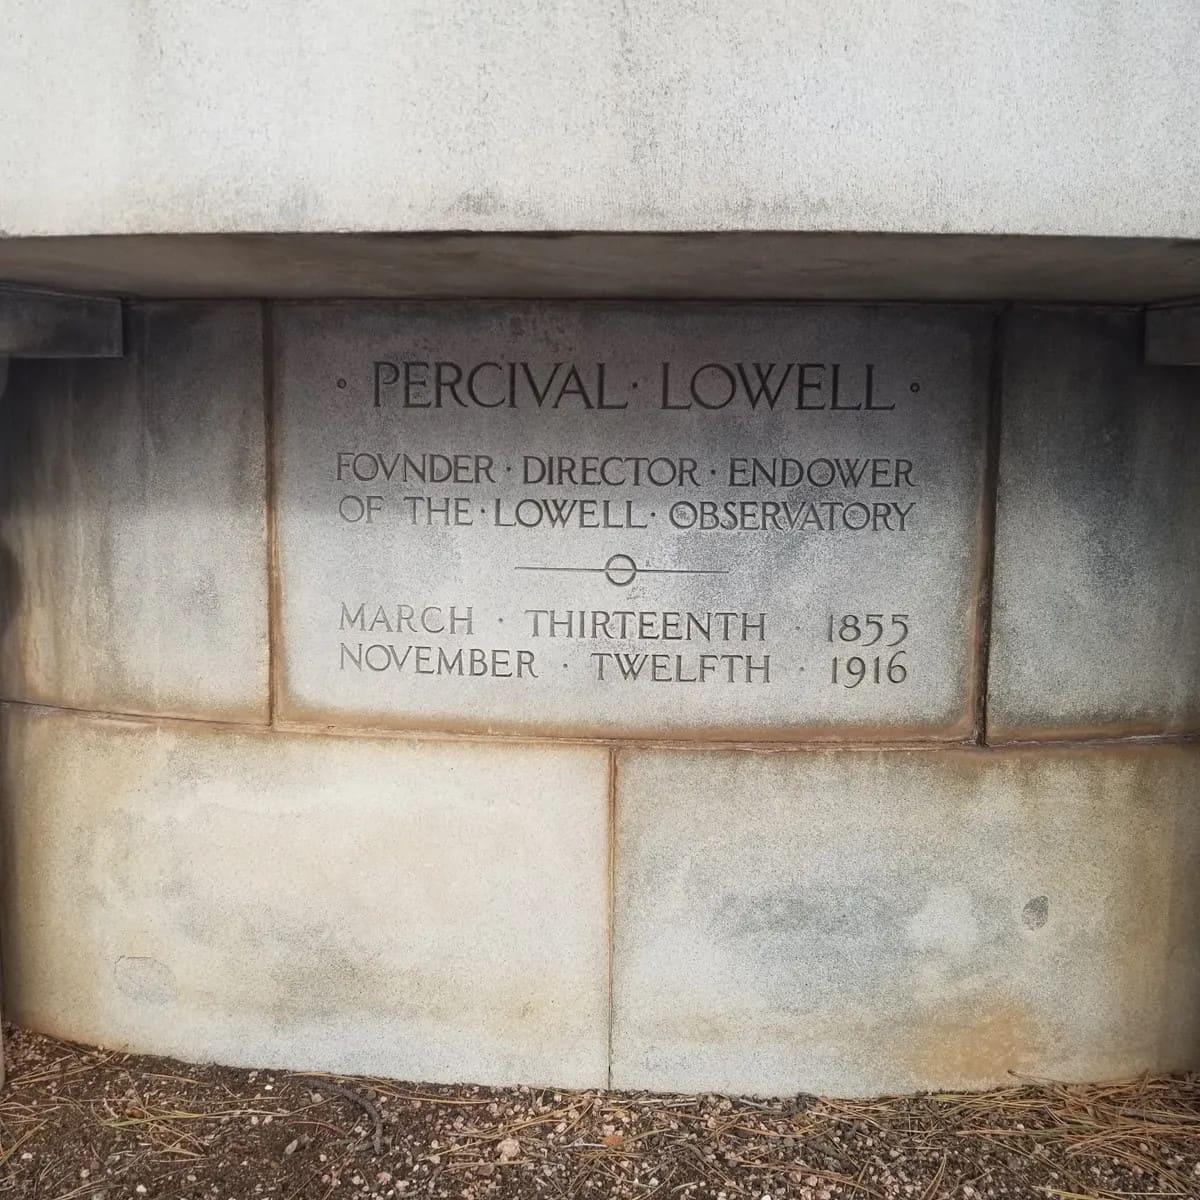 · PERCIVAL · LOWELL ·
FOVNDER · DIRECTOR · ENDOWER
OF THE · LOWELL · OBSERVATORY
MARCH · THIRTEENTH · 1855
NOVEMBER · TWELFTH · 1916